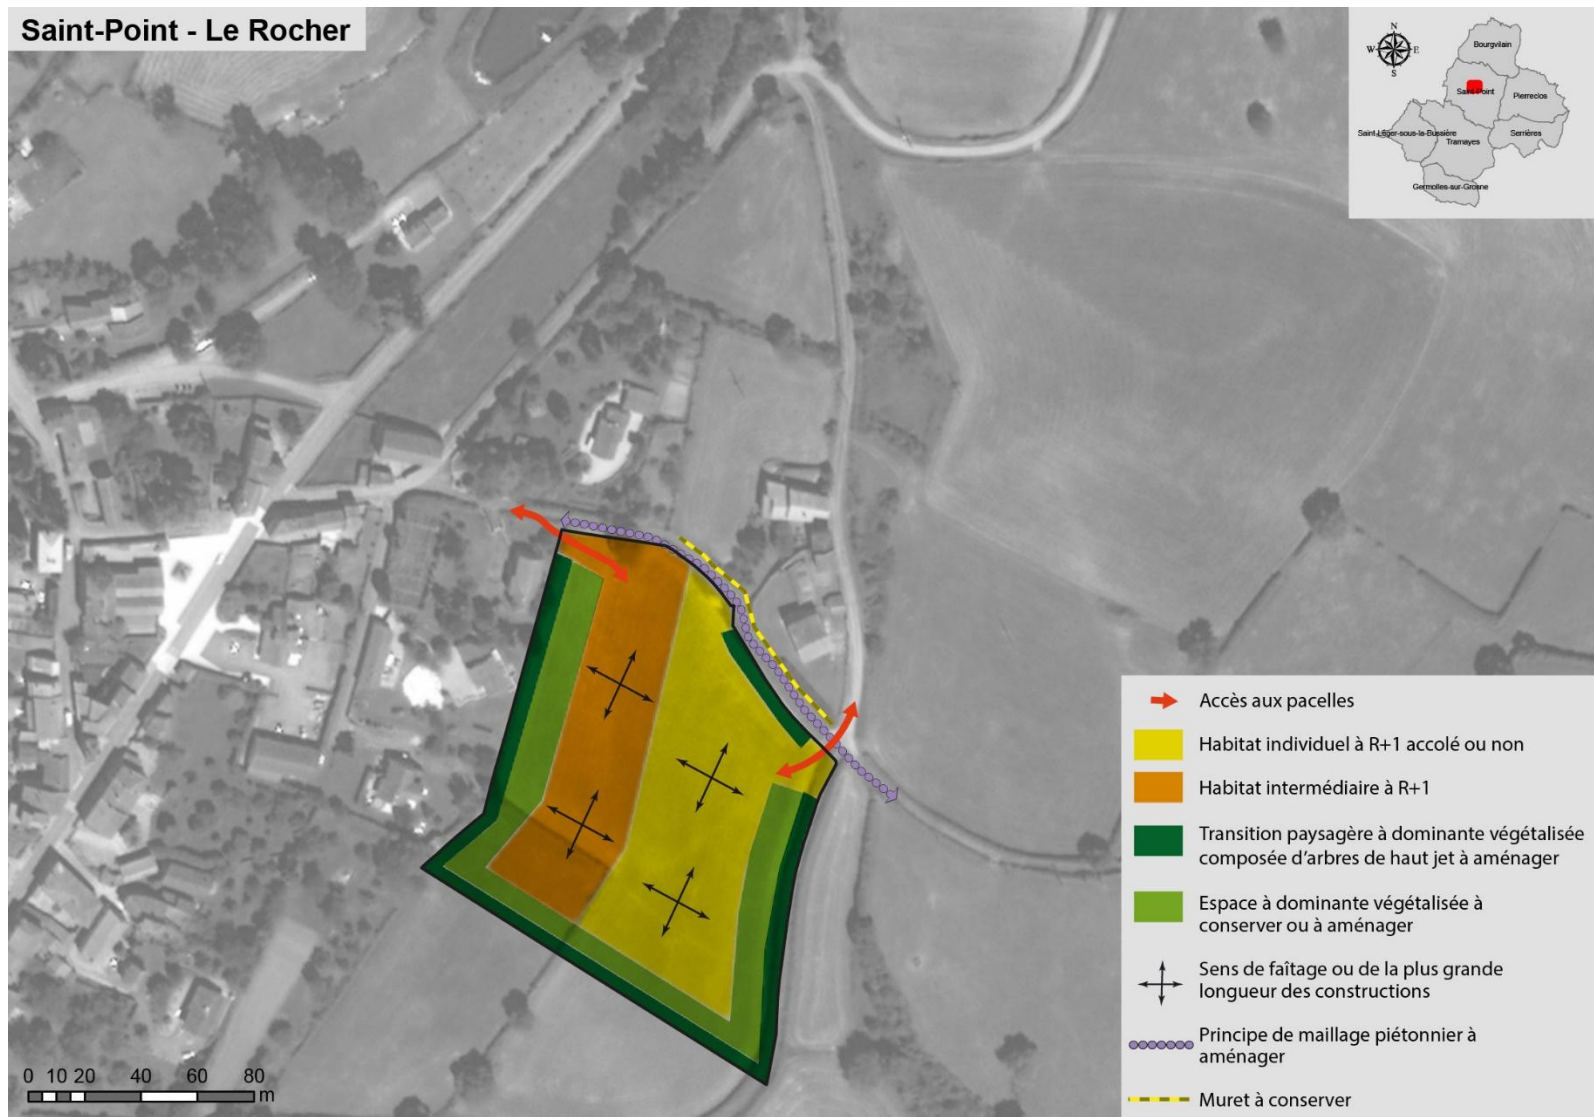 Saint-Point - Le Rocher
N
W
E
S
Bourgvilain
Saint-Point
Pierreclos
Saint-Léger-sous-la-Bussière
Serrières
Tramayes
Germolles-sur-Grosne
Accès aux pacelles
Habitat individuel à R+1 accolé ou non
Habitat intermédiaire à R+1
Transition paysagère à dominante végétalisée
composée d'arbres de haut jet à aménager
Espace à dominante végétalisée à
conserver ou à aménager
Sens de faîtage ou de la plus grande
longueur des constructions
Principe de maillage piétonnier à
aménager
Muret à conserver
0 10 20 40 60 80
m